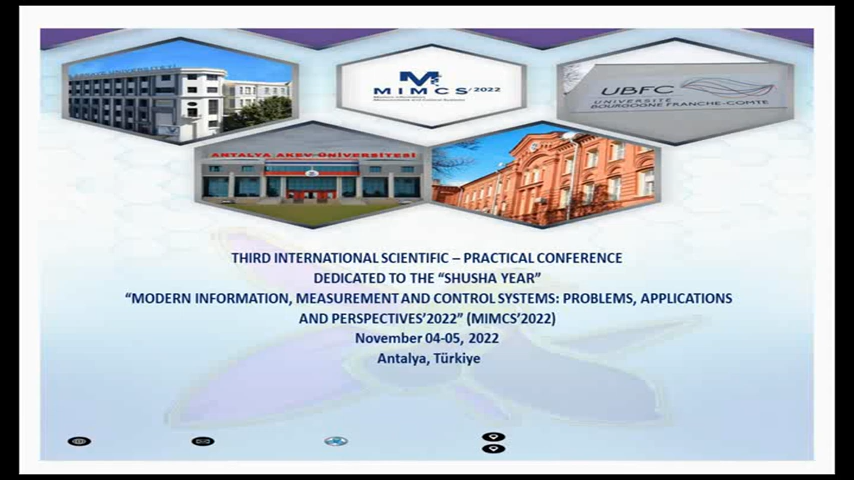 MIMCS'2022
UBFC
UNIVERSITÉ
BOURGOGNE FRANCHE-COMTÉ
ANTALYA AKEV ÜNİVERSİTESİ
THIRD INTERNATIONAL SCIENTIFIC – PRACTICAL CONFERENCE
DEDICATED TO THE “SHUSHA YEAR”
“MODERN INFORMATION, MEASUREMENT AND CONTROL SYSTEMS: PROBLEMS, APPLICATIONS
AND PERSPECTIVES’2022” (MIMCS’2022)
November 04-05, 2022
Antalya, Türkiye